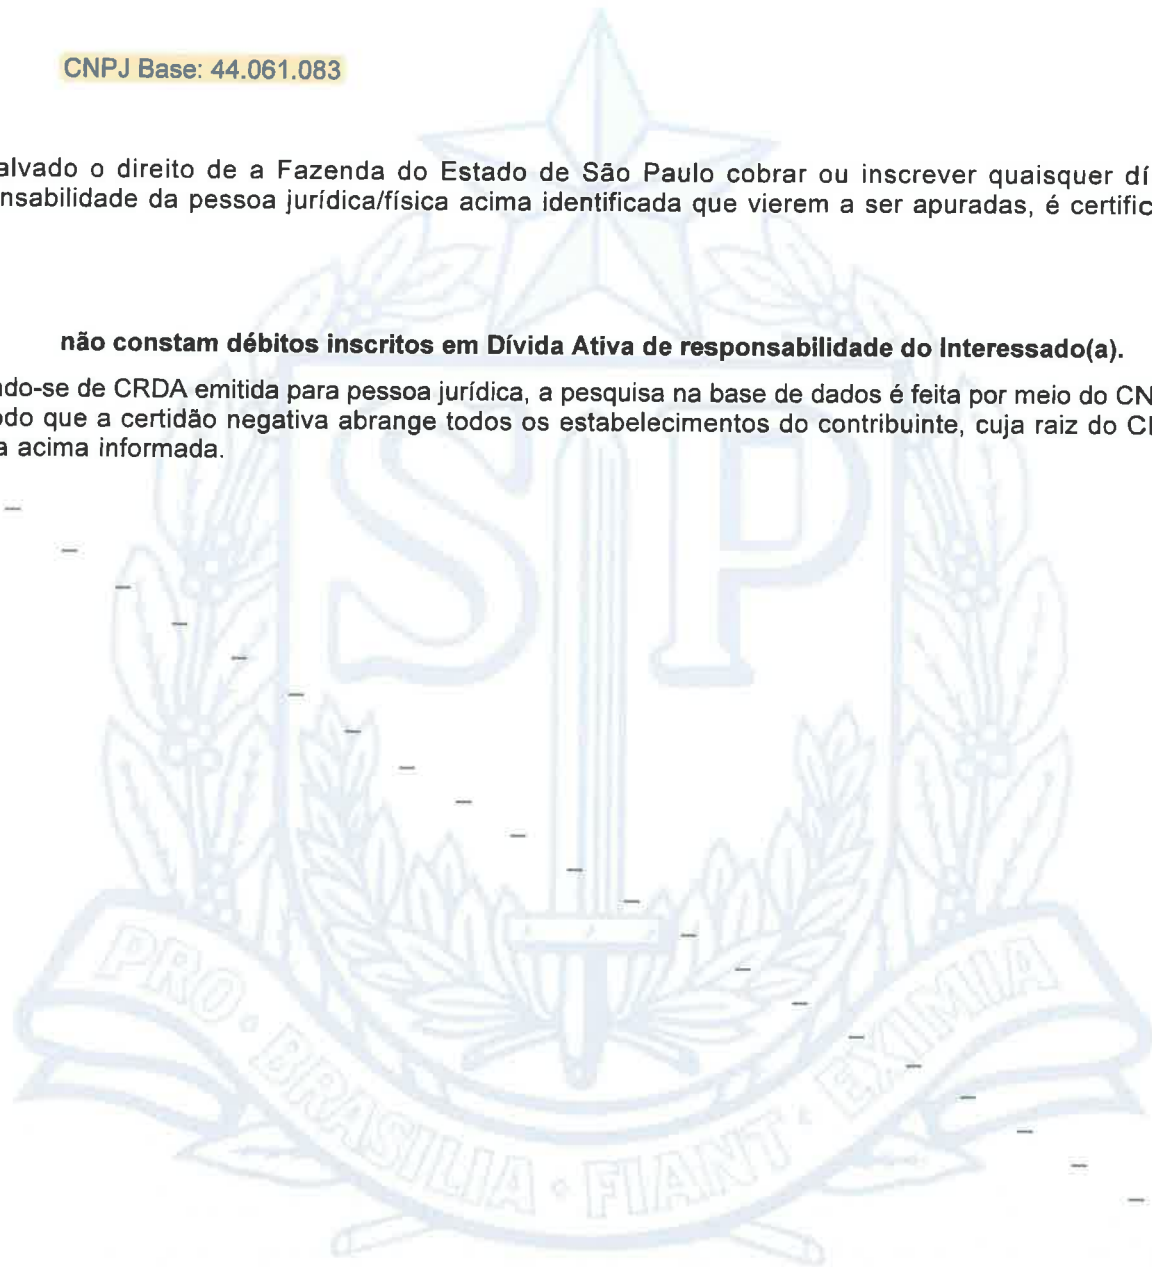 CNPJ Base: 44.061.083
alvado o direito de a Fazenda do Estado de São Paulo cobrar ou inscrever quaisquer dí
nsabilidade da pessoa jurídica/física acima identificada que vierem a ser apuradas, é certific
não constam débitos inscritos em Dívida Ativa de responsabilidade do Interessado(a).
ndo-se de CRDA emitida para pessoa jurídica, a pesquisa na base de dados é feita por meio do CN
odo que a certidão negativa abrange todos os estabelecimentos do contribuinte, cuja raiz do C
a acima informada.
SP
PRO • BRASILIA • FIANT • EXIMIA